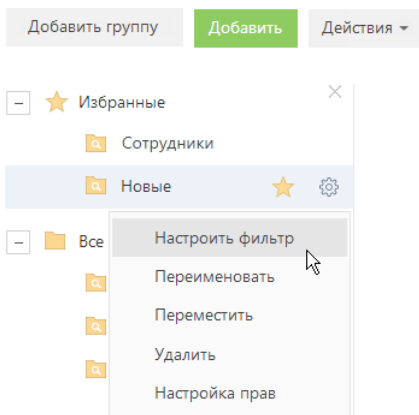 Добавить группу Добавить Действия
Избранные
Сотрудники
Новые
Все
Настроить фильтр
Переименовать
Переместить
Удалить
Настройка прав